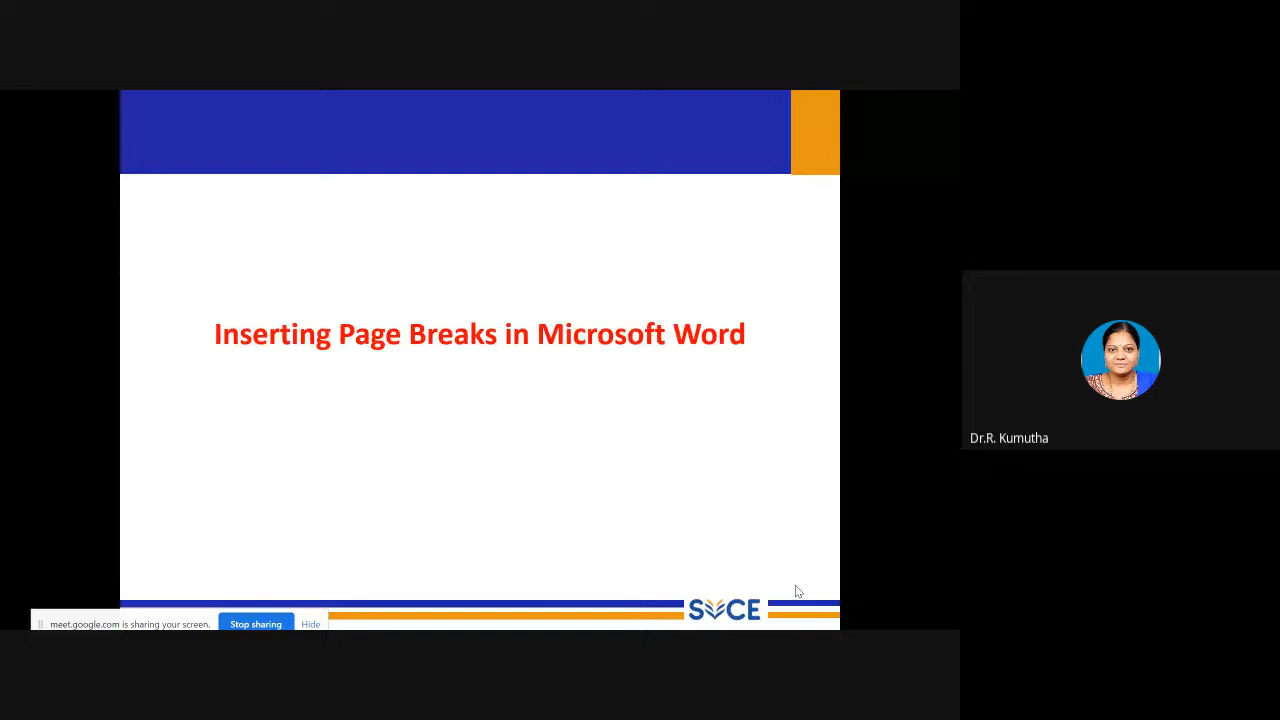 Inserting Page Breaks in Microsoft Word
Dr.R. Kumutha
SVCE
meet.google.com is sharing your screen.
Stop sharing
Hide